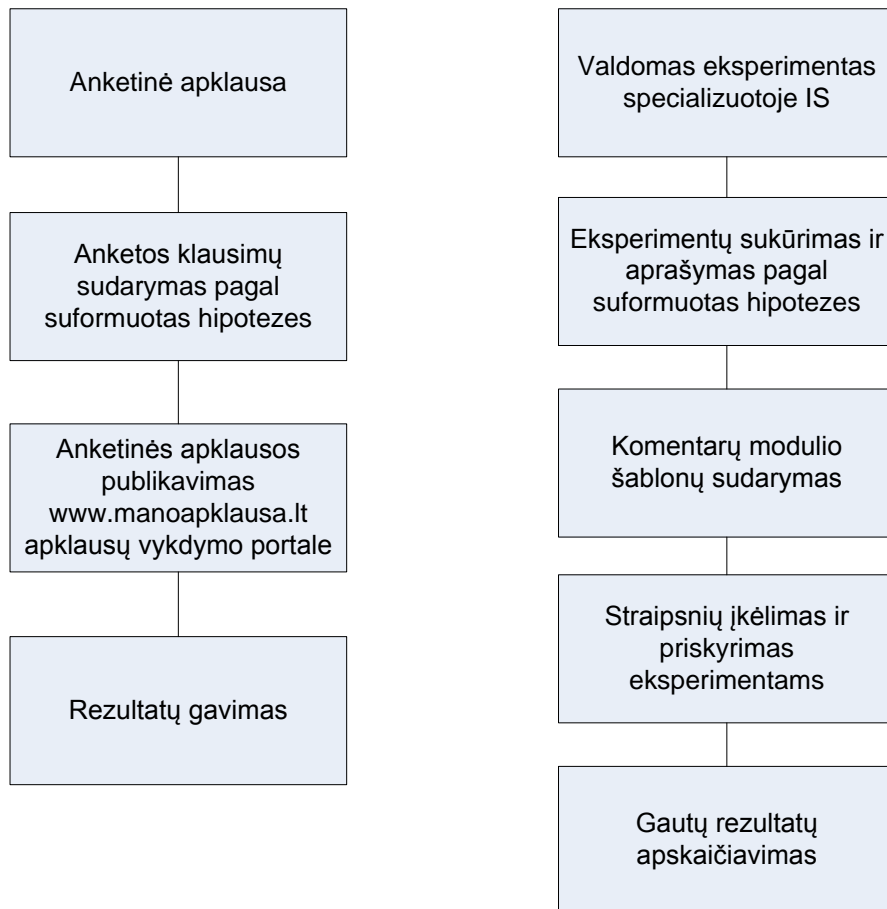 Anketinė apklausa
Anketos klausimų
sudarymas pagal
suformuotas hipotezes
Anketinės apklausos
publikavimas
www.manoapklausa.lt
apklausų vykdymo portale
Rezultatų gavimas
Valdomas eksperimentas
specializuotoje IS
Eksperimentų sukūrimas ir
aprašymas pagal
suformuotas hipotezes
Komentarų modulio
šablonų sudarymas
Straipsnių įkėlimas ir
priskyrimas
eksperimentams
Gautų rezultatų
apskaičiavimas